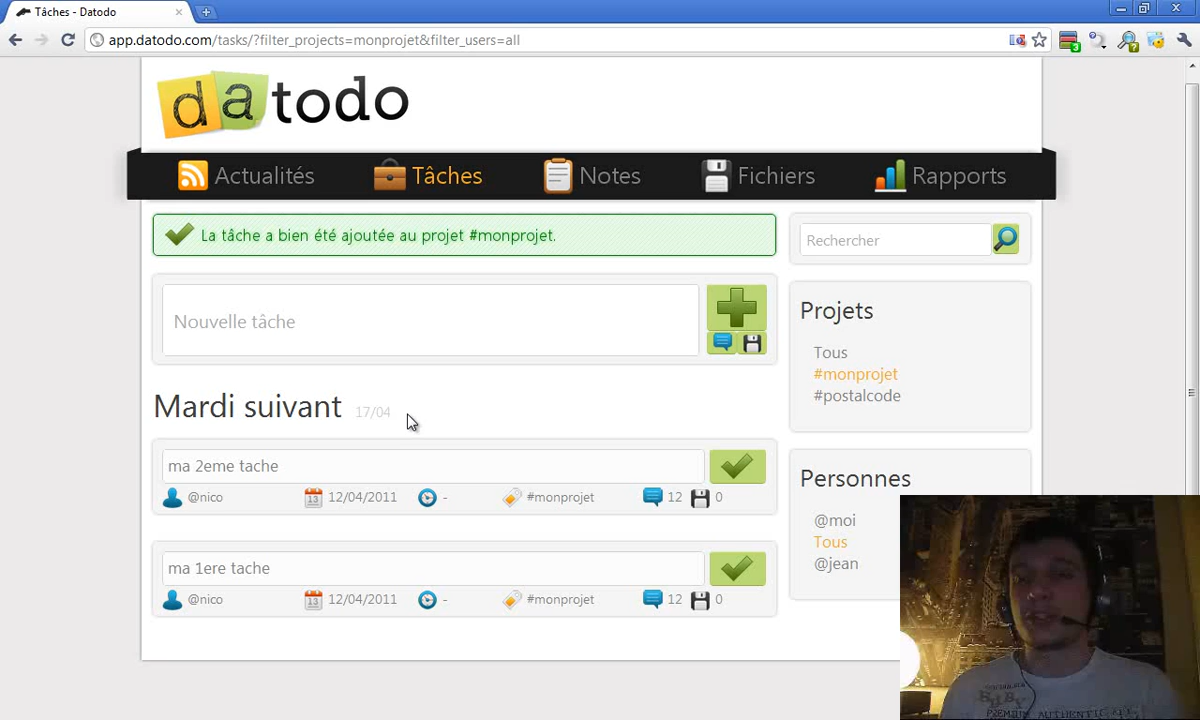 Tâches - Datodo
app.datodo.com/tasks/?filter_projects=monprojet&filter_users=all
3
datodo
Actualités Tâches Notes Fichiers Rapports
La tâche a bien été ajoutée au projet #monprojet.
Rechercher
Nouvelle tâche
Projets
Tous
#monprojet
#postalcode
Mardi suivant 17/04
ma 2eme tache
@nico 13 12/04/2011 - #monprojet 12 0
ma 1ere tache
@nico 13 12/04/2011 - #monprojet 12 0
Personnes
@moi
Tous
@jean